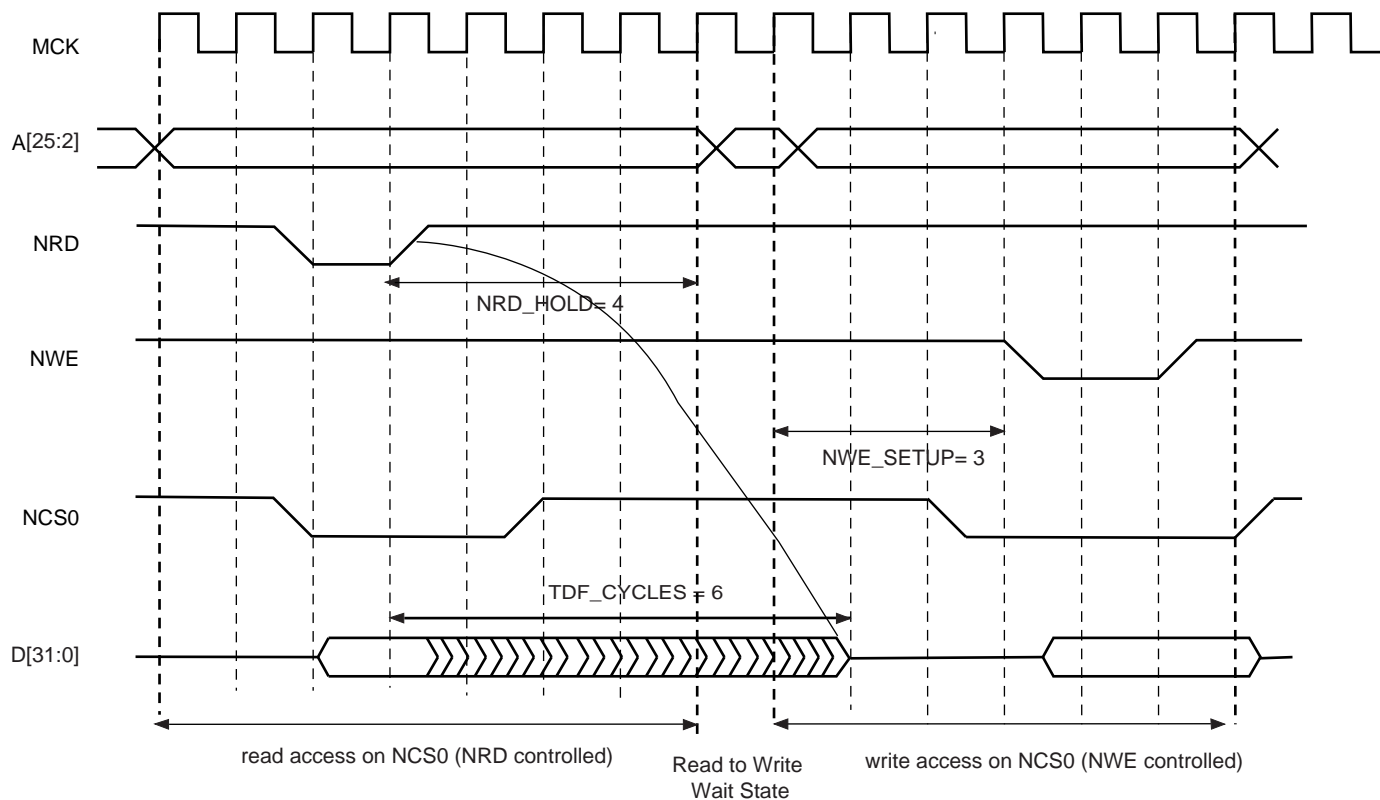 MCK
A[25:2]
NRD
NRD_HOLD= 4
NWE
NWE_SETUP= 3
NCS0
TDF_CYCLES = 6
D[31:0]
read access on NCS0 (NRD controlled)
Read to Write
Wait State
write access on NCS0 (NWE controlled)